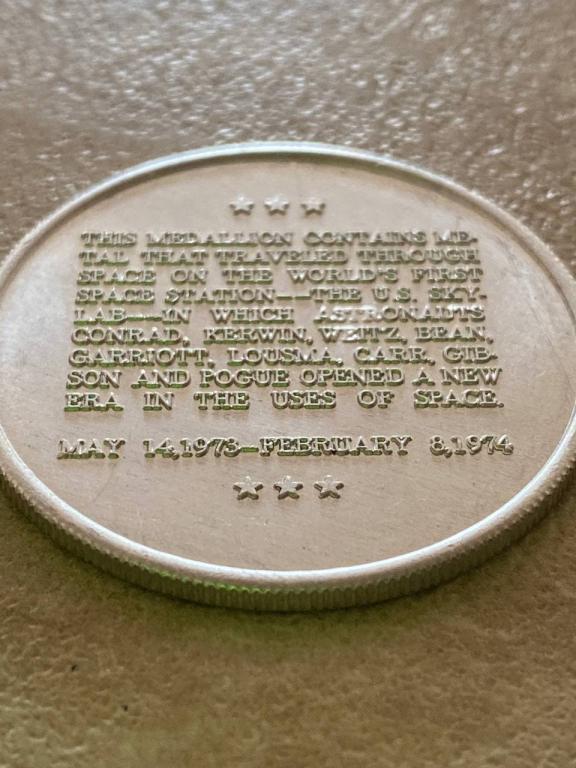 THIS MEDALLION CONTAINS ME-
TAL THAT TRAVELED THROUGH
SPACE ON THE WORLD'S FIRST
SPACE STATION--THE U.S. SKY-
LAB--IN WHICH ASTRONAUTS
CONRAD, KERWIN, WEITZ, BEAN,
GARRIOTT, LOUSMA, CARR, GIB-
SON AND POGUE OPENED A NEW
ERA IN THE USES OF SPACE.
MAY 14,1973-FEBRUARY 8,1974